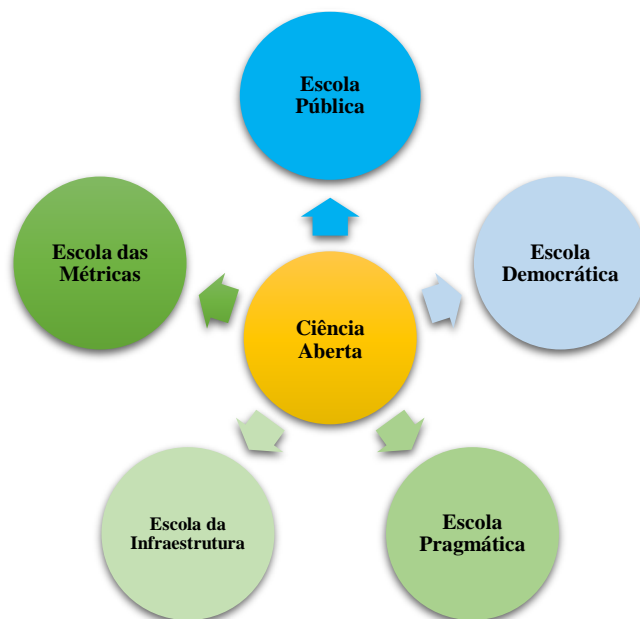 Escola
Pública
Escola das
Métricas
Escola
Democrática
Ciência
Aberta
Escola da
Infraestrutura
Escola
Pragmática